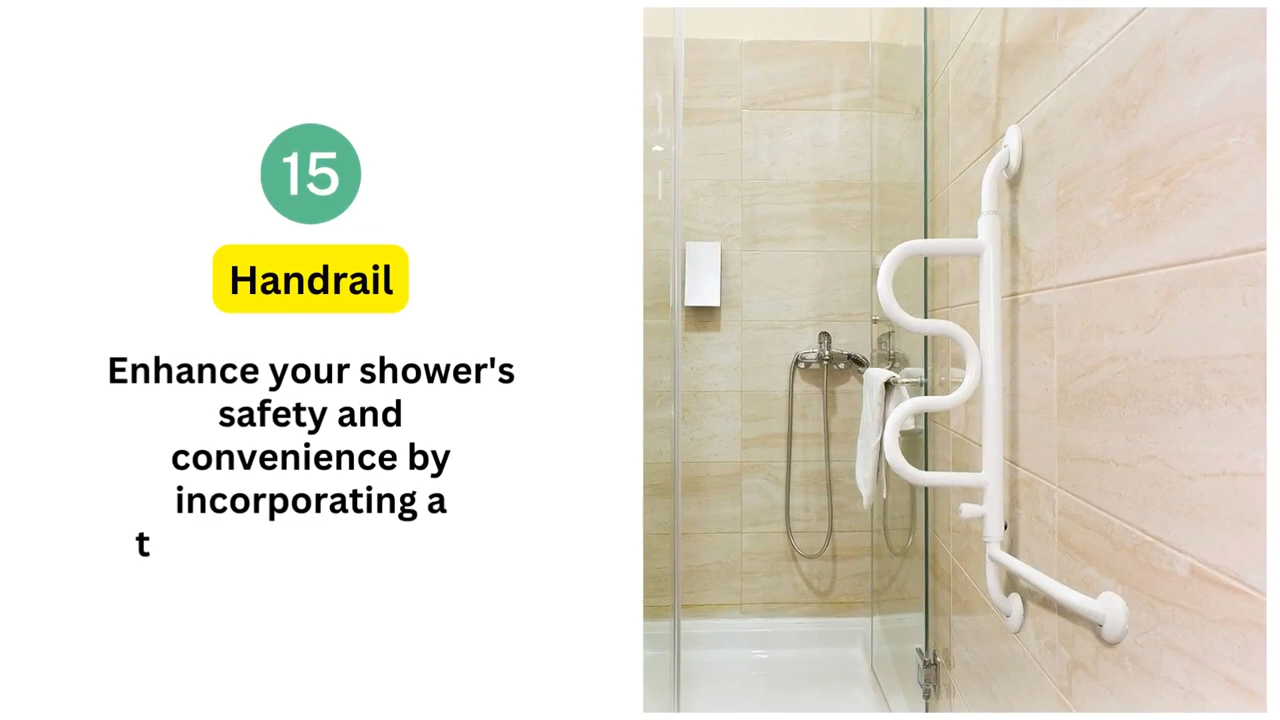 15
Handrail
Enhance your shower's
safety and
convenience by
incorporating a
t